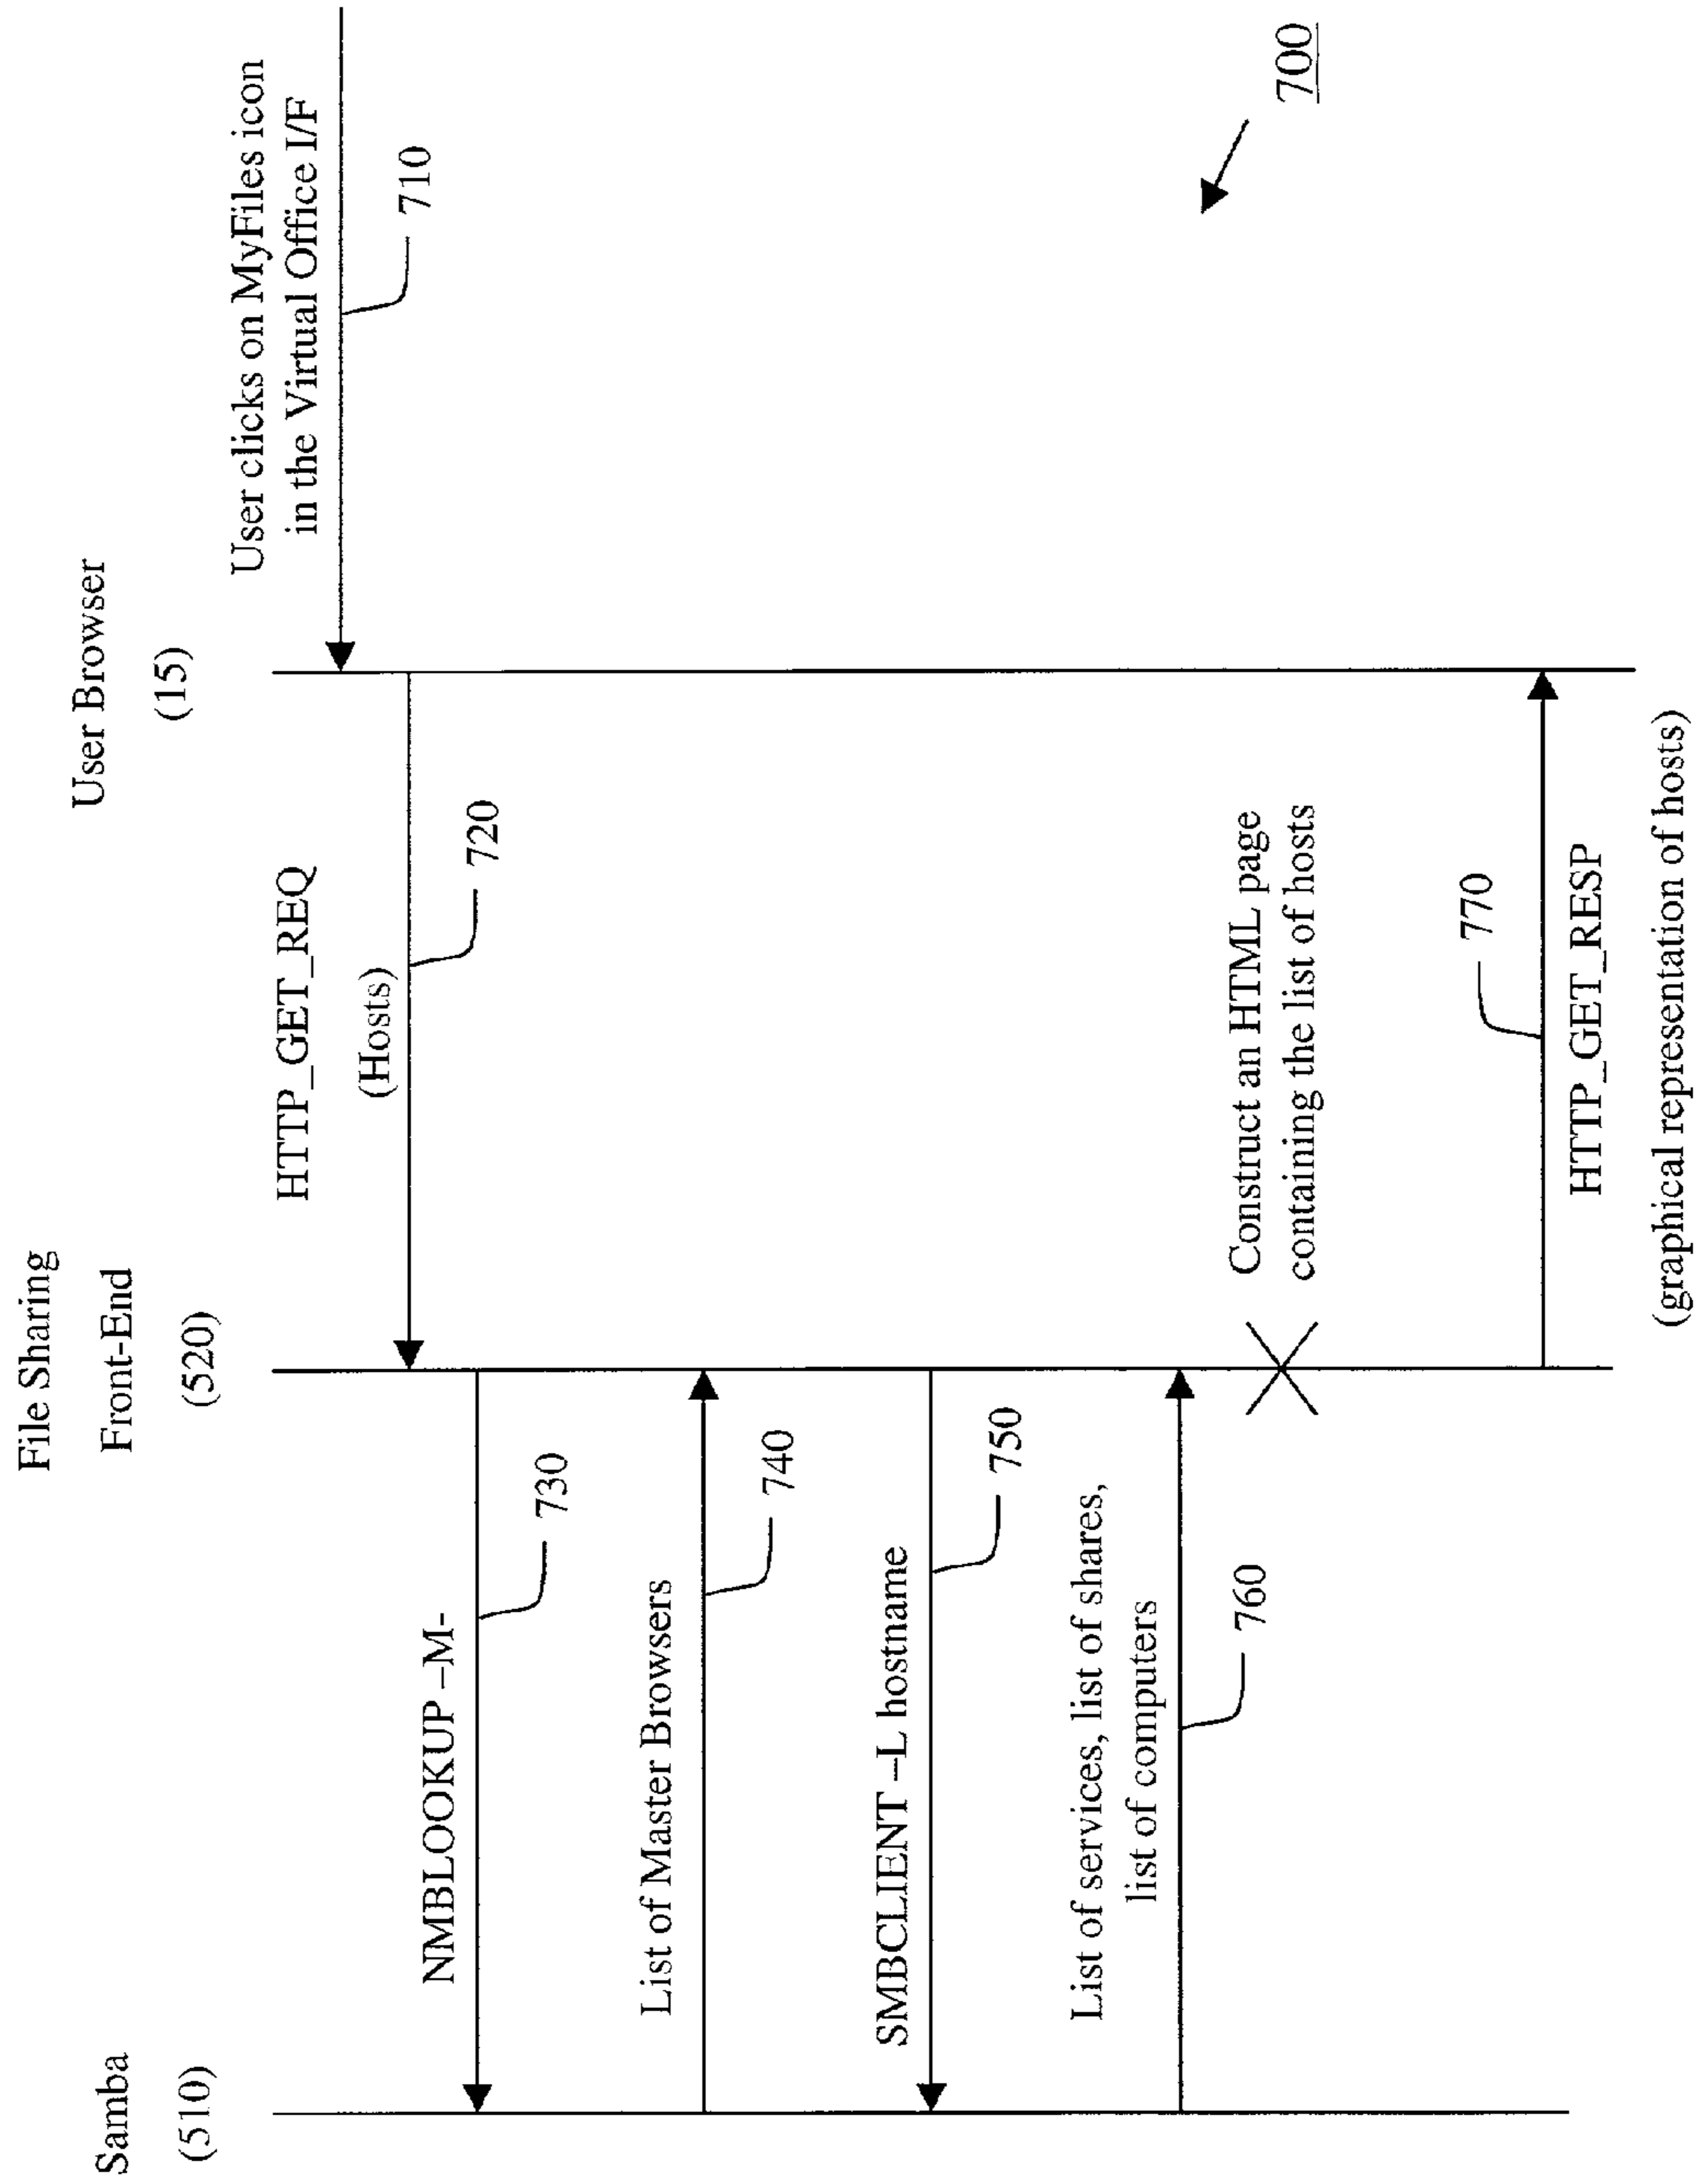 Samba
(510)
File Sharing
Front-End
(520)
User Browser
(15)
User clicks on MyFiles icon
in the Virtual Office I/F
710
HTTP_GET_REQ
(Hosts)
720
NMBLOOKUP –M-
730
List of Master Browsers
740
SMBCLIENT –L hostname
750
List of services, list of shares,
list of computers
760
Construct an HTML page
containing the list of hosts
770
HTTP_GET_RESP
(graphical representation of hosts)
700